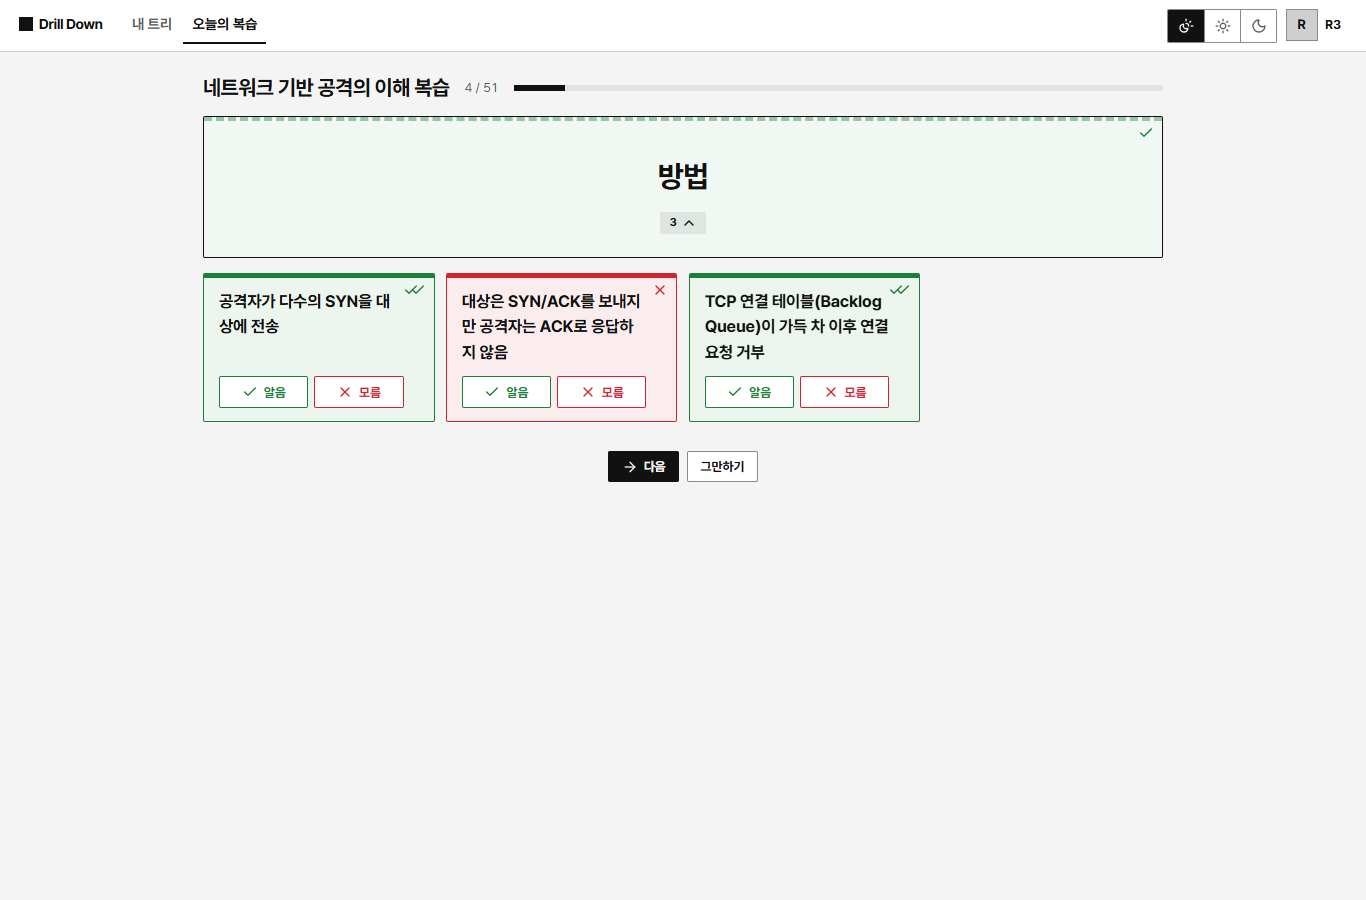 Drill Down
내 트리
오늘의 복습
R
R3
네트워크 기반 공격의 이해 복습
4 / 51
방법
3
공격자가 다수의 SYN을 대
상에 전송
알음
모름
대상은 SYN/ACK를 보내지
만 공격자는 ACK로 응답하
지 않음
알음
모름
TCP 연결 테이블(Backlog
Queue)이 가득 차 이후 연결
요청 거부
알음
모름
다음
그만하기